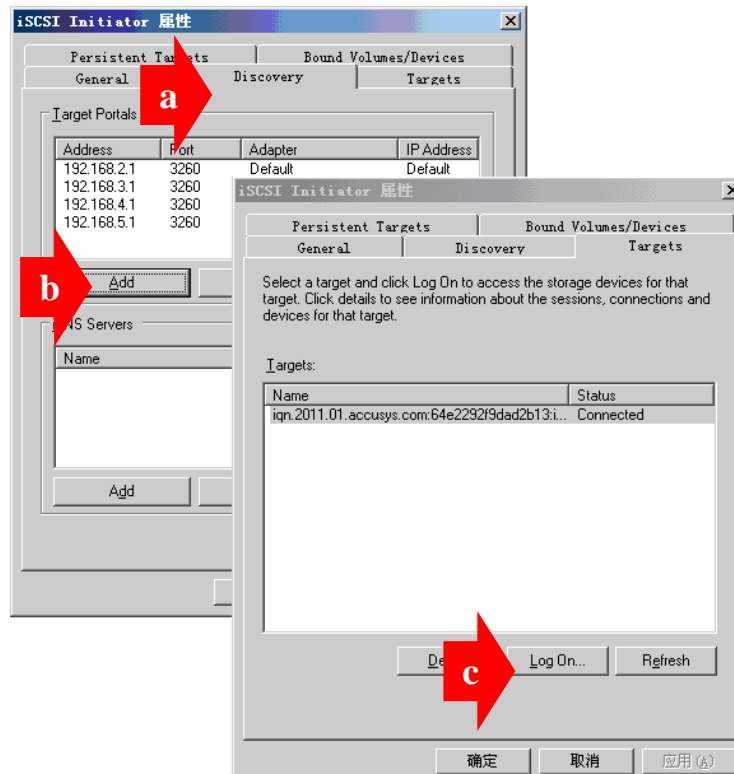 iSCSI Initiator 属性
Persistent Targets Bound Volumes/Devices
General Discovery Targets
a
Target Portals
Address Port Adapter IP Address
192.168.2.1 3260 Default Default
192.168.3.1 3260
192.168.4.1 3260
192.168.5.1 3260
b
Add
Servers
Name
Add
iSCSI Initiator 属性
Persistent Targets Bound Volumes/Devices
General Discovery Targets
Select a target and click Log On to access the storage devices for that
target. Click details to see information about the sessions, connections and
devices for that target.
Targets:
Name Status
iqn.2011.01.accusys.com:64e2292f9dad2b13:i... Connected
c
Log On... Refresh
确定 取消 应用(A)